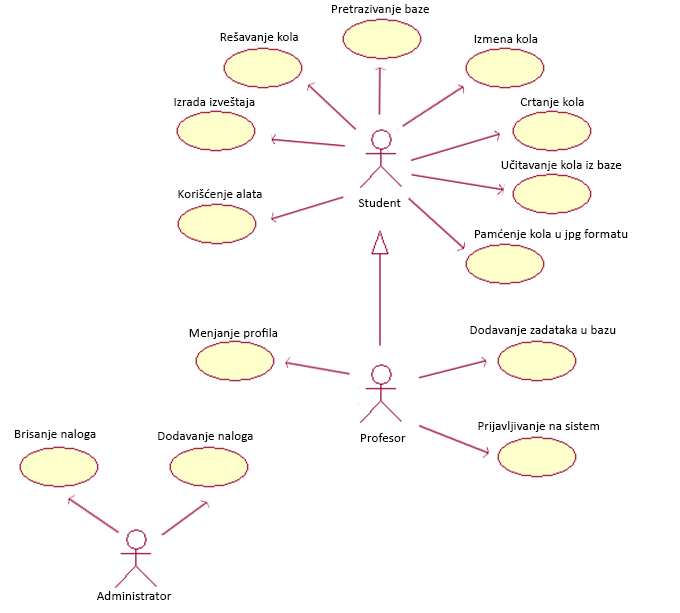 Pretrazivanje baze
Rešavanje kola
Izmena kola
Izrada izveštaja
Crtanje kola
Učitavanje kola iz baze
Korišćenje alata
Student
Pamćenje kola u jpg formatu
Menjanje profila
Dodavanje zadataka u bazu
Profesor
Prijavljivanje na sistem
Brisanje naloga
Dodavanje naloga
Administrator